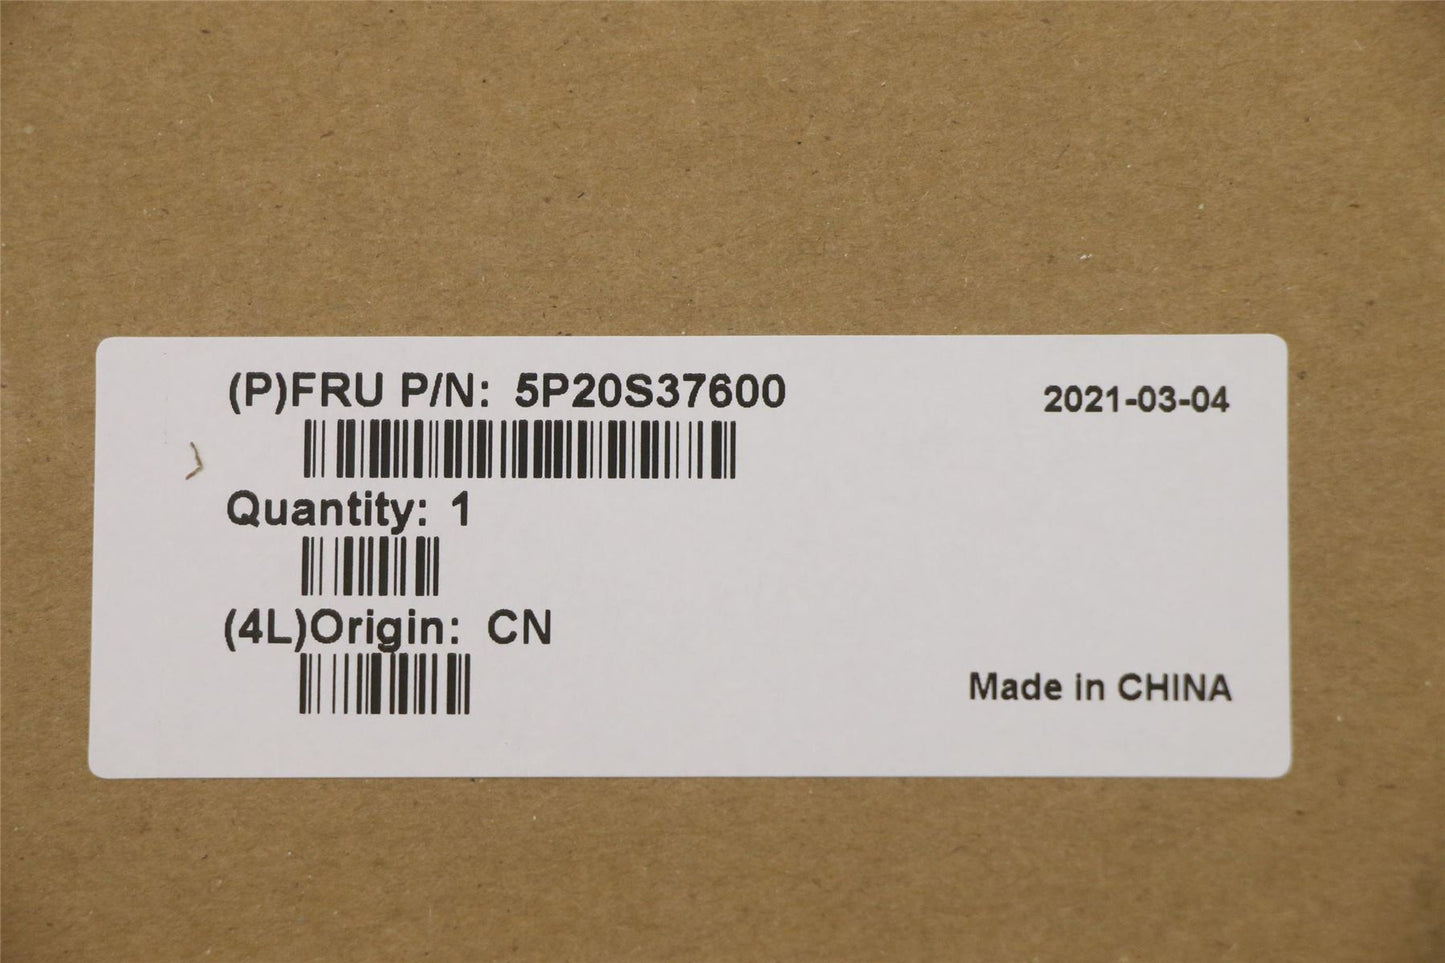 (P)FRU P/N: 5P20S37600
2021-03-04
Quantity: 1
(4L)Origin: CN
Made in CHINA